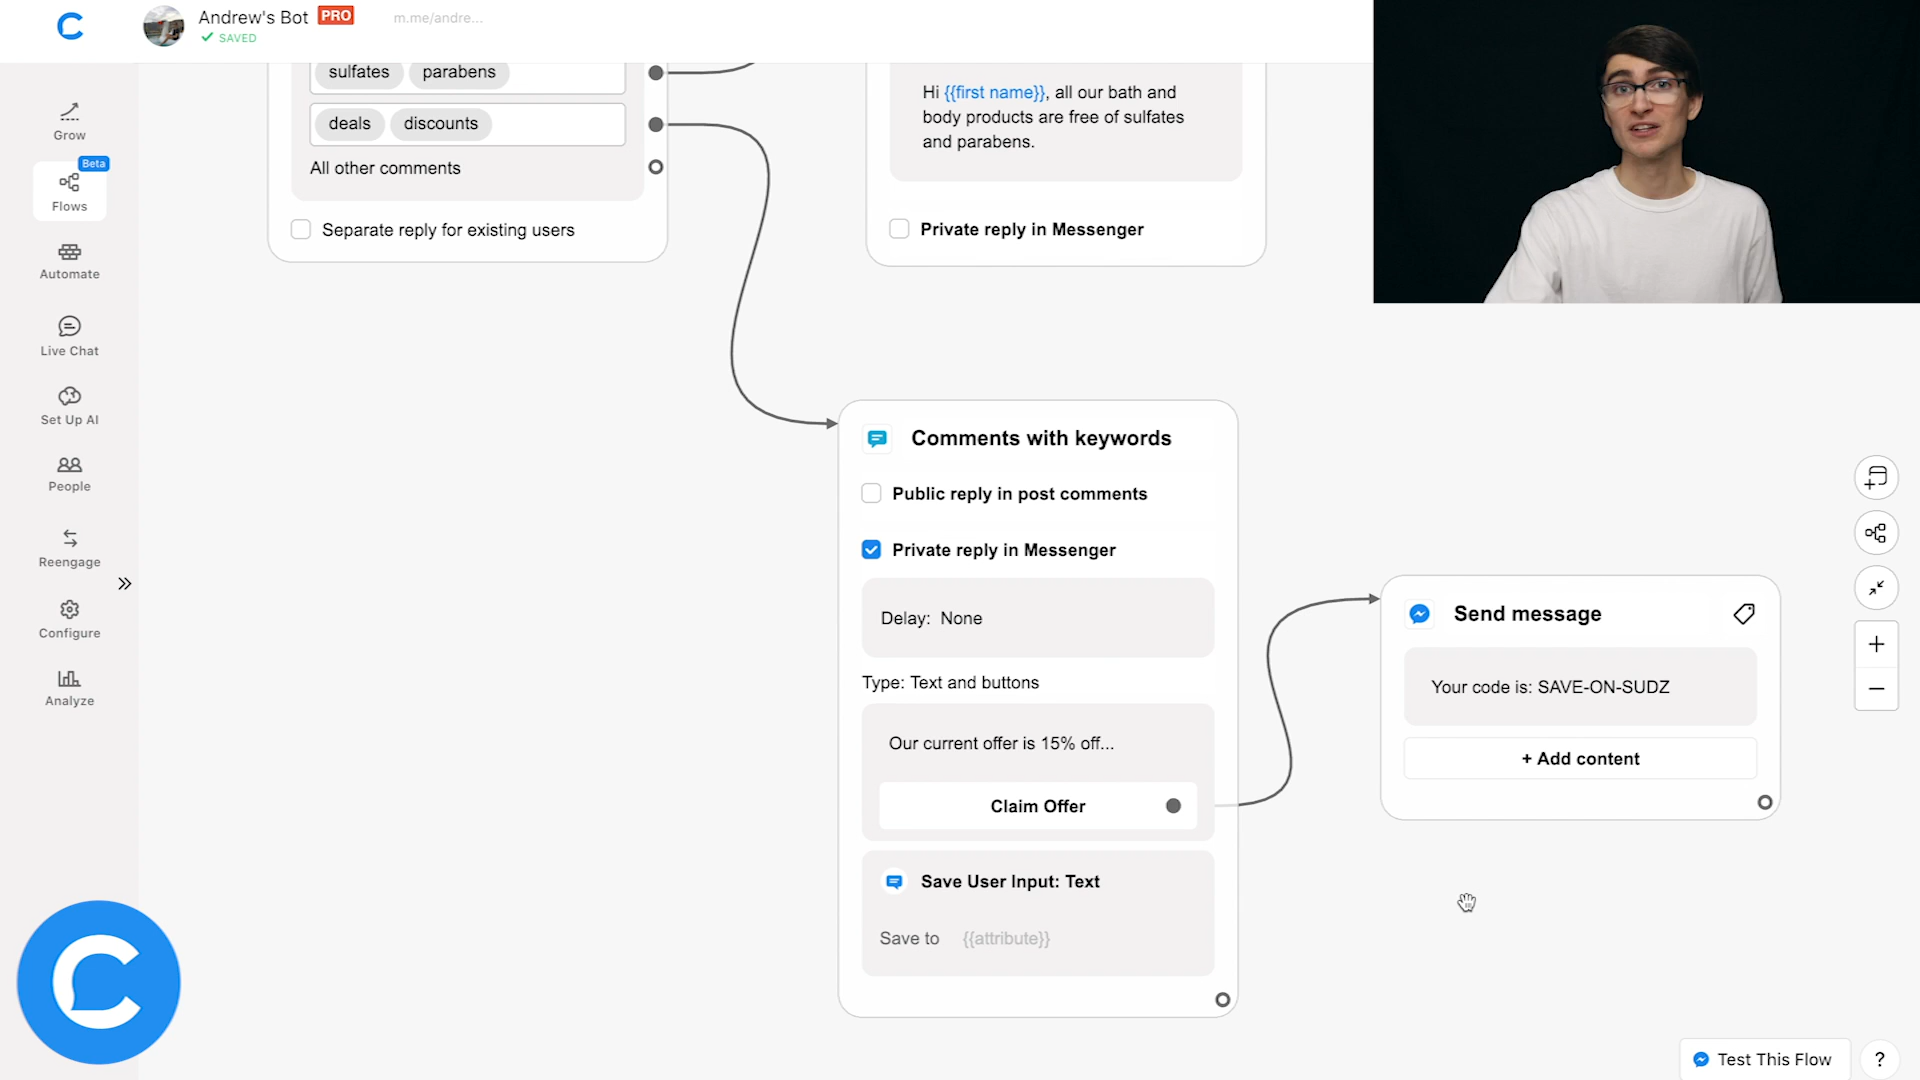 Andrew's Bot PRO
m.me/andre...
SAVED
Grow
Beta
Flows
Automate
Live Chat
Set Up AI
People
Reengage
Configure
Analyze
sulfates parabens
deals discounts
All other comments
Separate reply for existing users
Hi {{first name}}, all our bath and
body products are free of sulfates
and parabens.
Private reply in Messenger
Comments with keywords
Public reply in post comments
Private reply in Messenger
Delay: None
Type: Text and buttons
Our current offer is 15% off...
Claim Offer
Save User Input: Text
Save to {{attribute}}
Send message
Your code is: SAVE-ON-SUDZ
+ Add content
Test This Flow
?